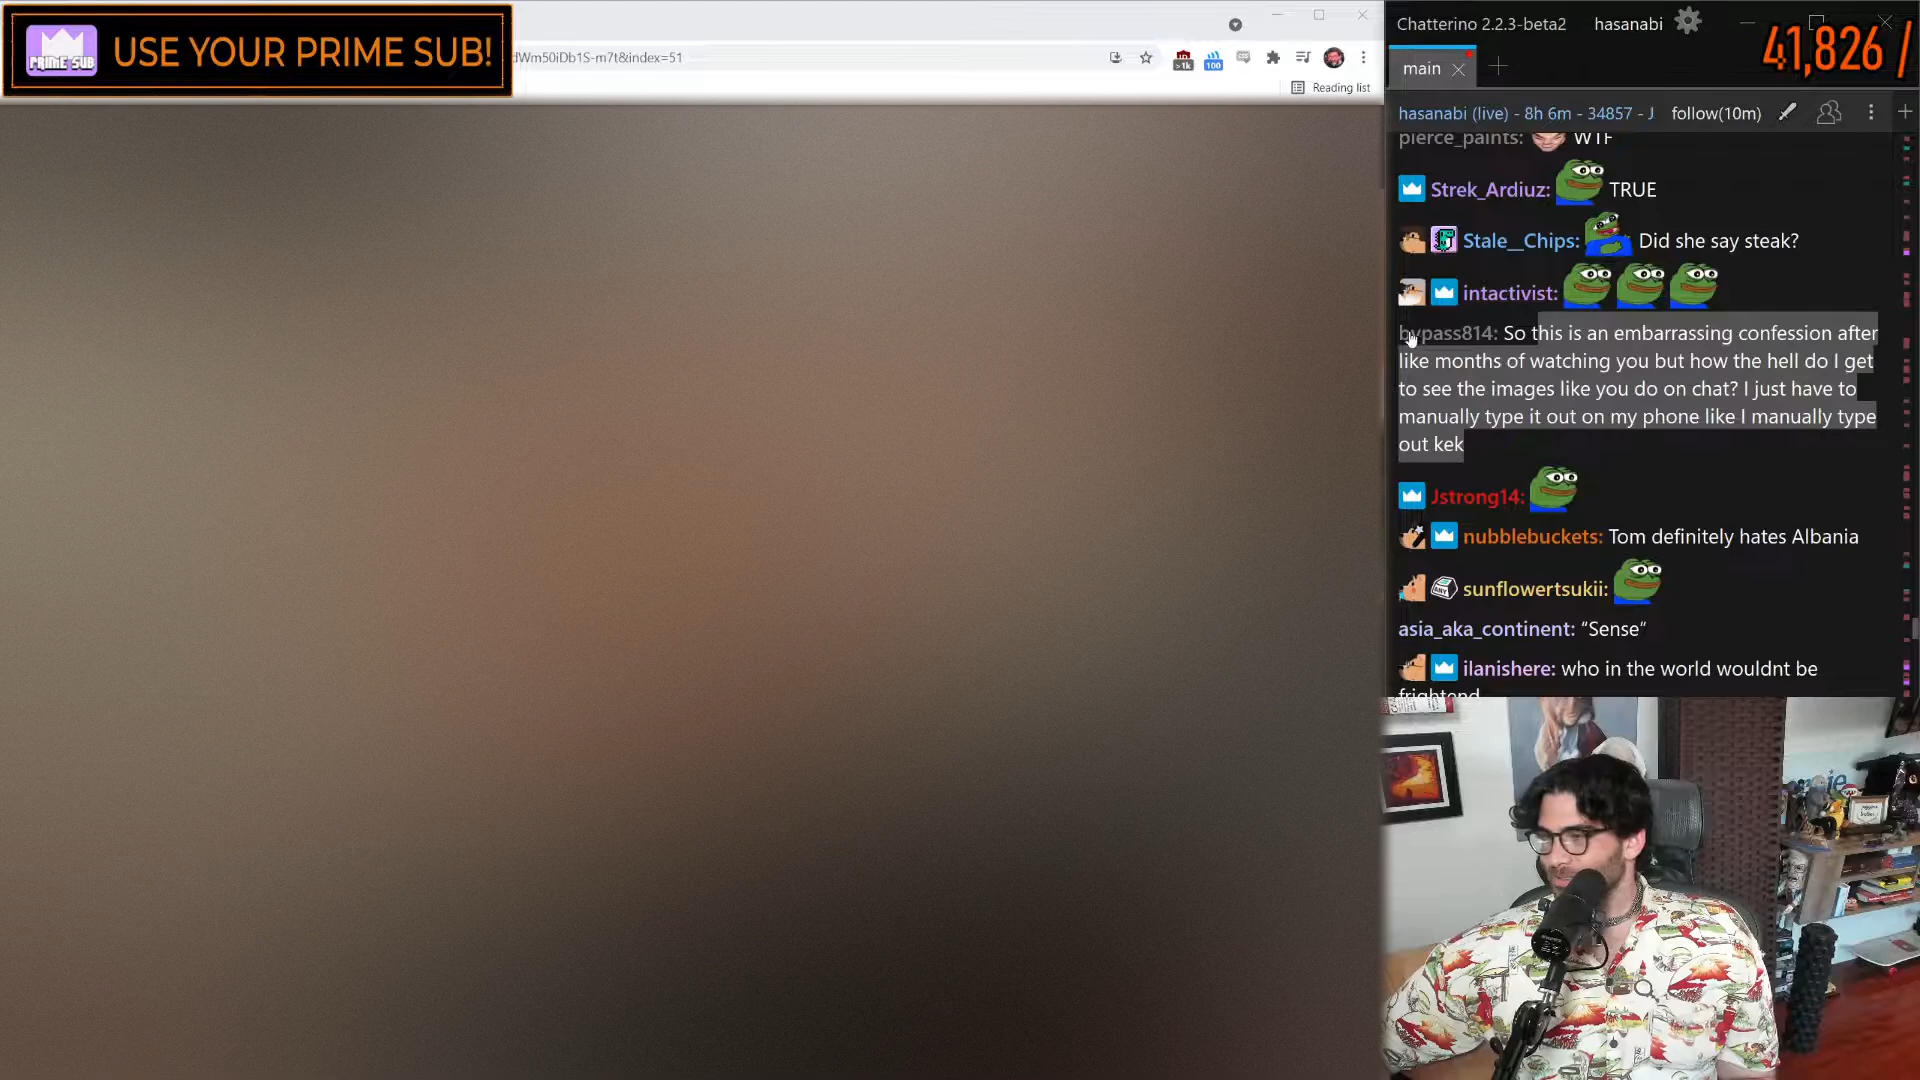 PRIME SUB
USE YOUR PRIME SUB!
dWm50iDb1S-m7t&index=51
>1k
100
Reading list
Chatterino 2.2.3-beta2
hasanabi
41,826 /
main
hasanabi (live) - 8h 6m - 34857 - J
follow(10m)
pierce_paints: WTF
Strek_Ardiuz: TRUE
Stale__Chips: Did she say steak?
intactivist:
bypass814: So this is an embarrassing confession after
like months of watching you but how the hell do I get
to see the images like you do on chat? I just have to
manually type it out on my phone like I manually type
out kek
Jstrong14:
nubblebuckets: Tom definitely hates Albania
ANY
sunflowertsukii:
asia_aka_continent: “Sense“
ilanishere: who in the world wouldnt be
frightend